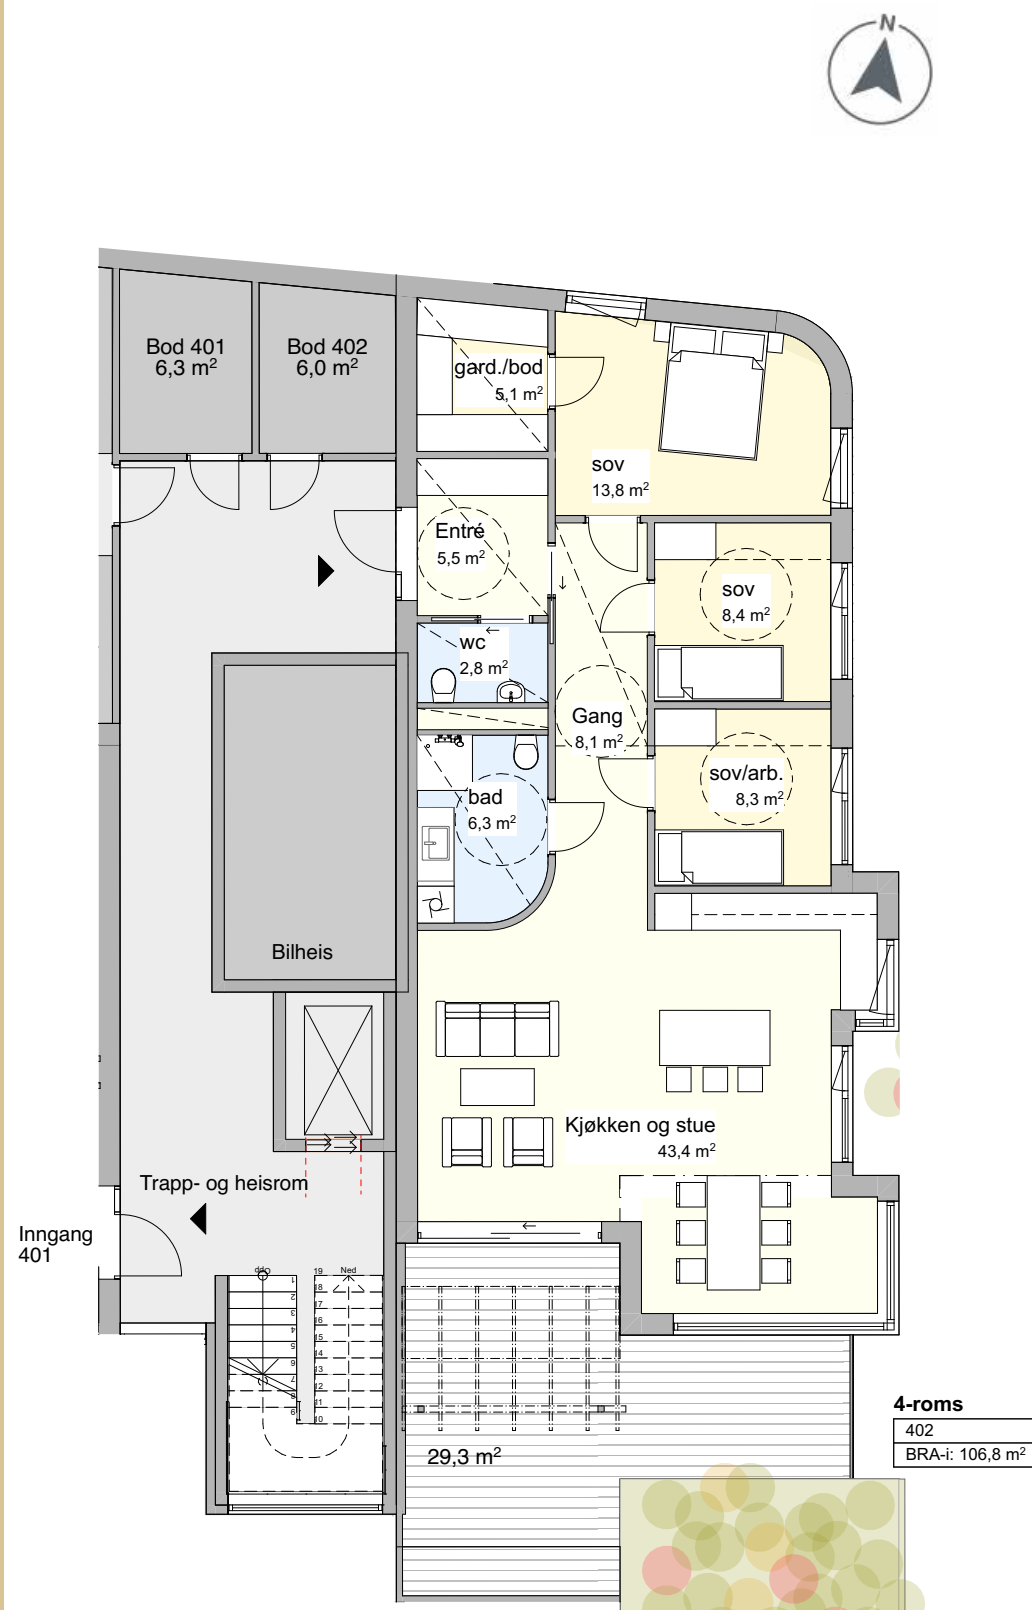 N
Bod 401
6,3 m²
Bod 402
6,0 m²
gard./bod
5,1 m²
sov
13,8 m²
Entré
5,5 m²
sov
8,4 m²
wc
2,8 m²
Gang
8,1 m²
sov/arb.
8,3 m²
bad
6,3 m²
Bilheis
Kjøkken og stue
43,4 m²
Trapp- og heisrom
Inngang
401
Opp
19
Ned
1
18
2
17
3
16
4
15
5
14
6
13
7
12
8
11
9
10
29,3 m²
4-roms
402
BRA-i: 106,8 m²